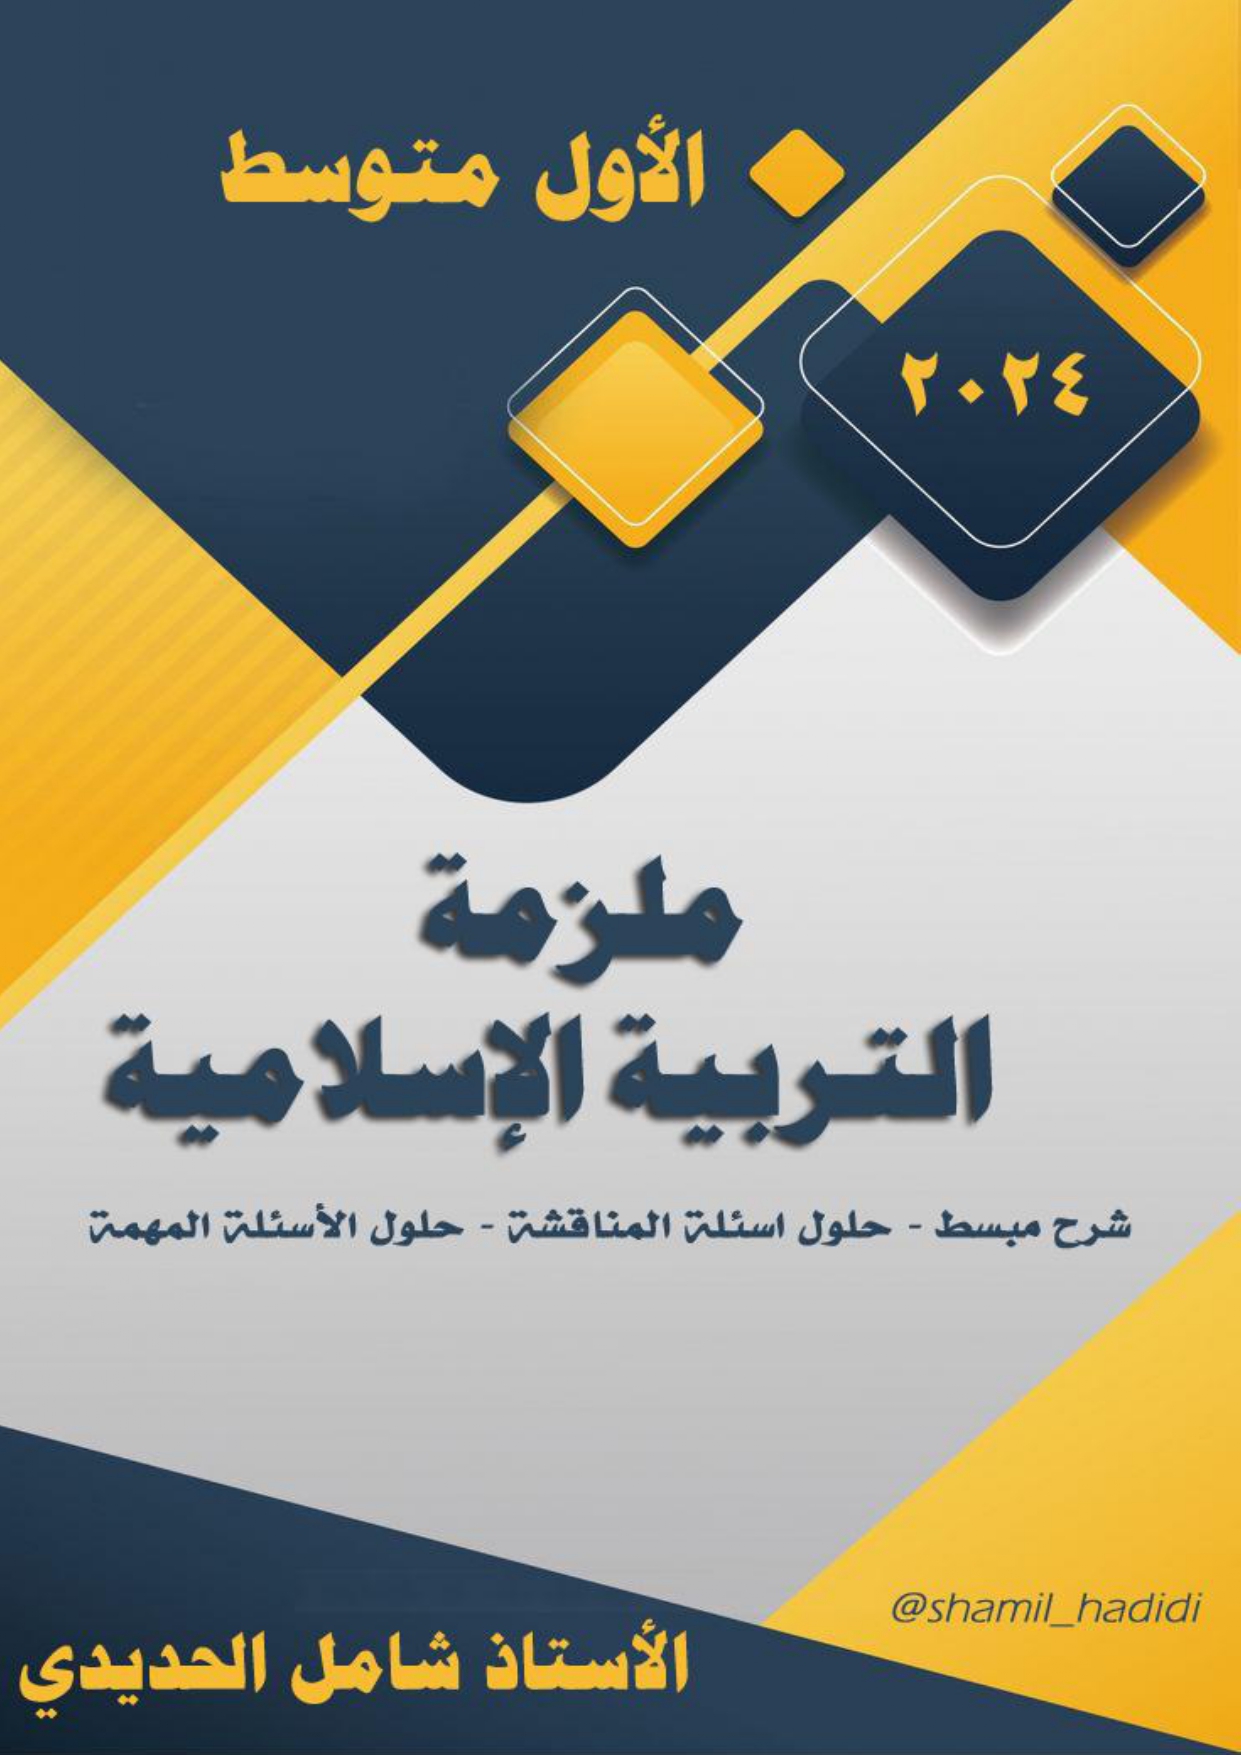 الأول متوسط
٢٠٢٤
ملزمة
التربية الإسلامية
شرح مبسط - حلول اسئلة المناقشة - حلول الأسئلة المهمة
@shamil_hadidi
الأستاذ شامل الحديدي